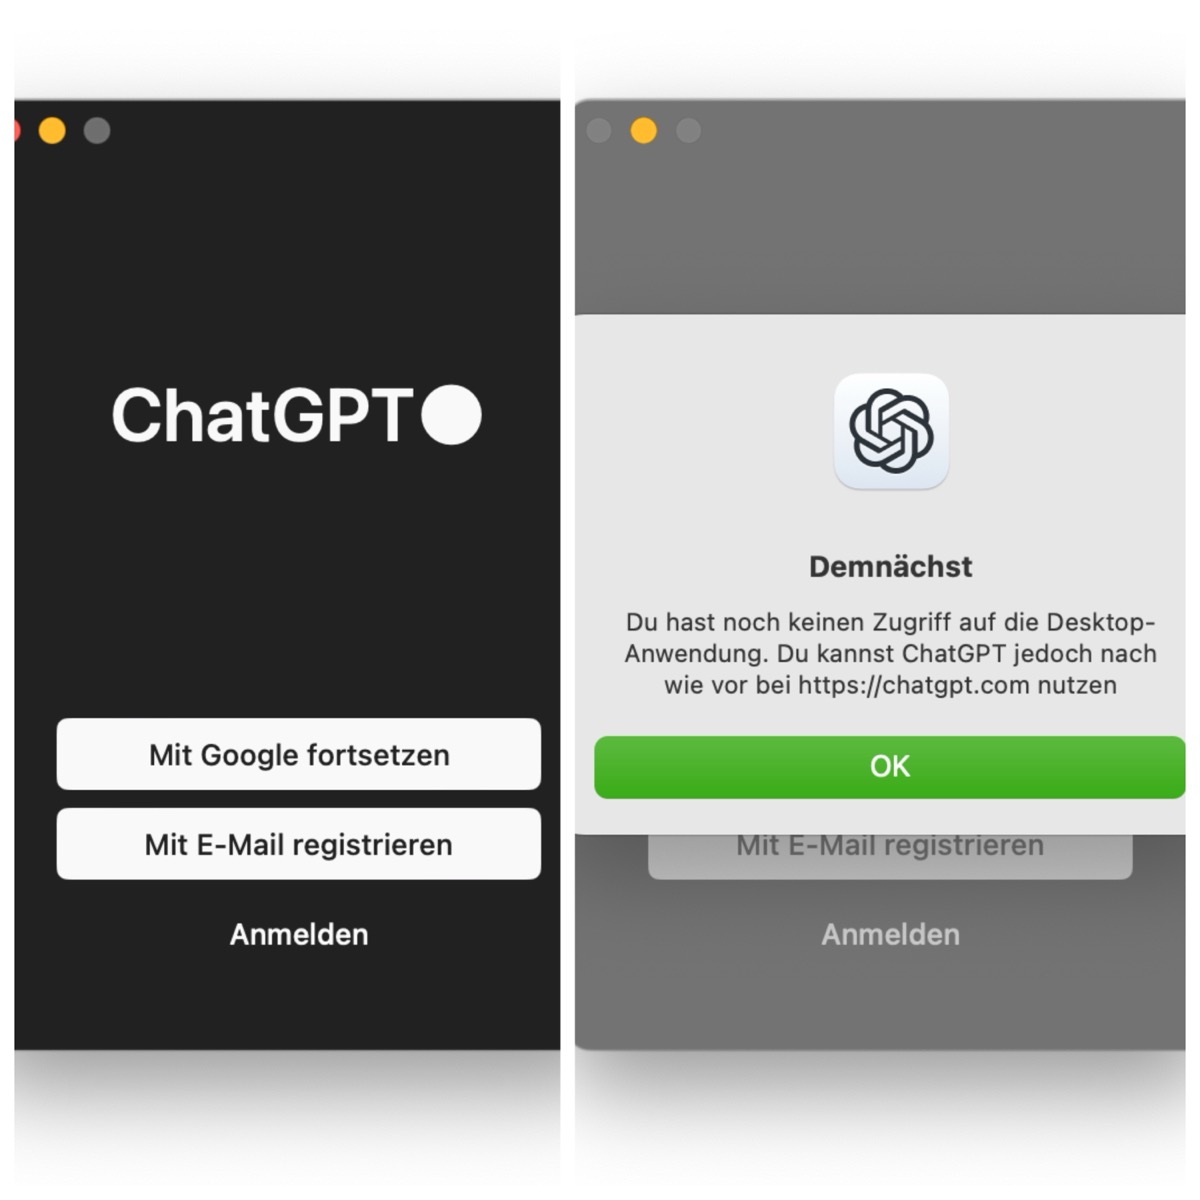 ChatGPT
Mit Google fortsetzen
Mit E-Mail registrieren
Anmelden
Demnächst
Du hast noch keinen Zugriff auf die Desktop-
Anwendung. Du kannst ChatGPT jedoch nach
wie vor bei https://chatgpt.com nutzen
OK
Mit E-Mail registrieren
Anmelden